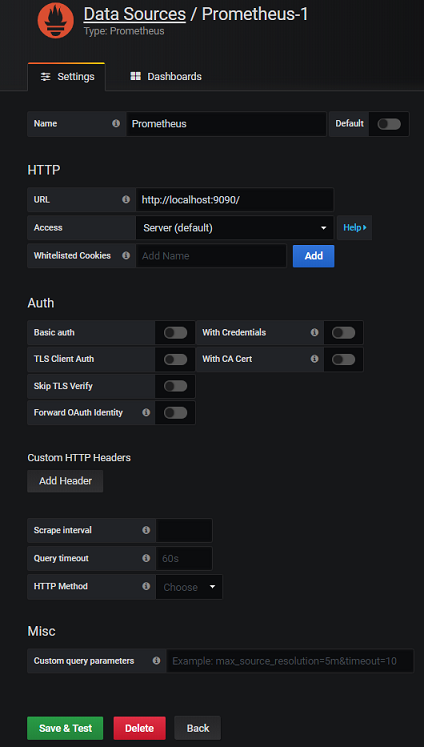 Data Sources / Prometheus-1
Type: Prometheus
Settings
Dashboards
Name
Prometheus
Default
HTTP
URL
http://localhost:9090/
Access
Server (default)
Help
Whitelisted Cookies
Add Name
Add
Auth
Basic auth
With Credentials
TLS Client Auth
With CA Cert
Skip TLS Verify
Forward OAuth Identity
Custom HTTP Headers
Add Header
Scrape interval
Query timeout
60s
HTTP Method
Choose
Misc
Custom query parameters
Example: max_source_resolution=5m&timeout=10
Save & Test
Delete
Back